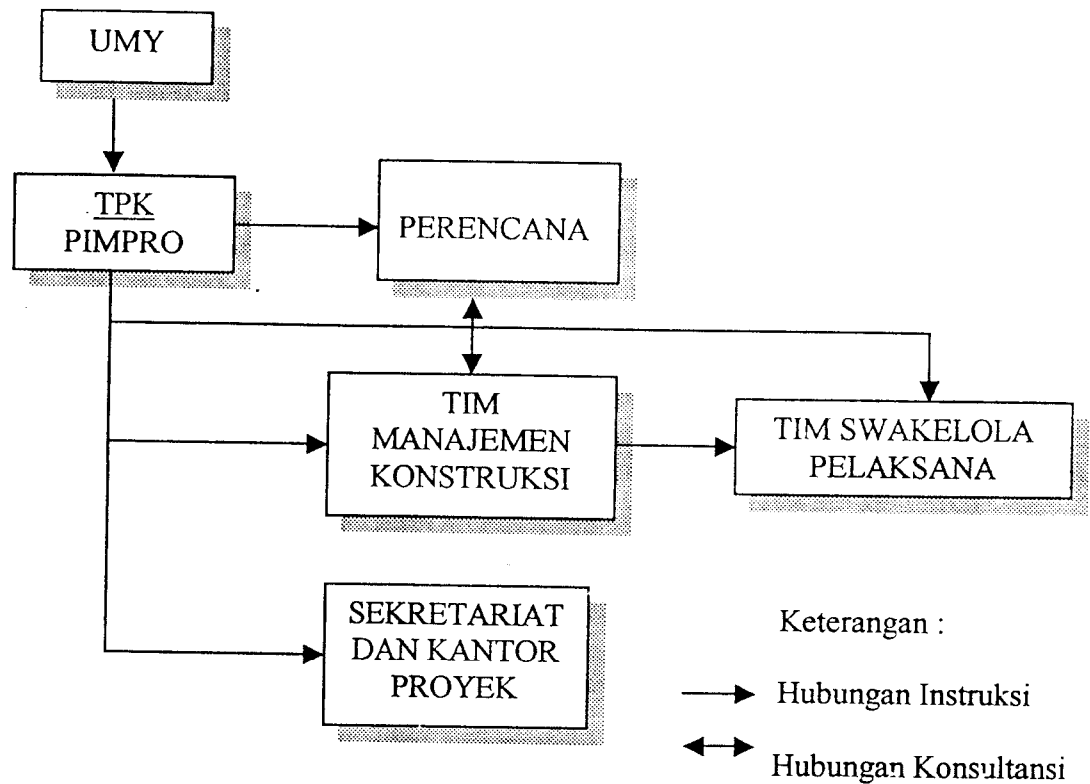 UMY
TPK
PIMPRO
PERENCANA
TIM
MANAJEMEN
KONSTRUKSI
TIM SWAKELOLA
PELAKSANA
SEKRETARIAT
DAN KANTOR
PROYEK
Keterangan :
Hubungan Instruksi
Hubungan Konsultansi